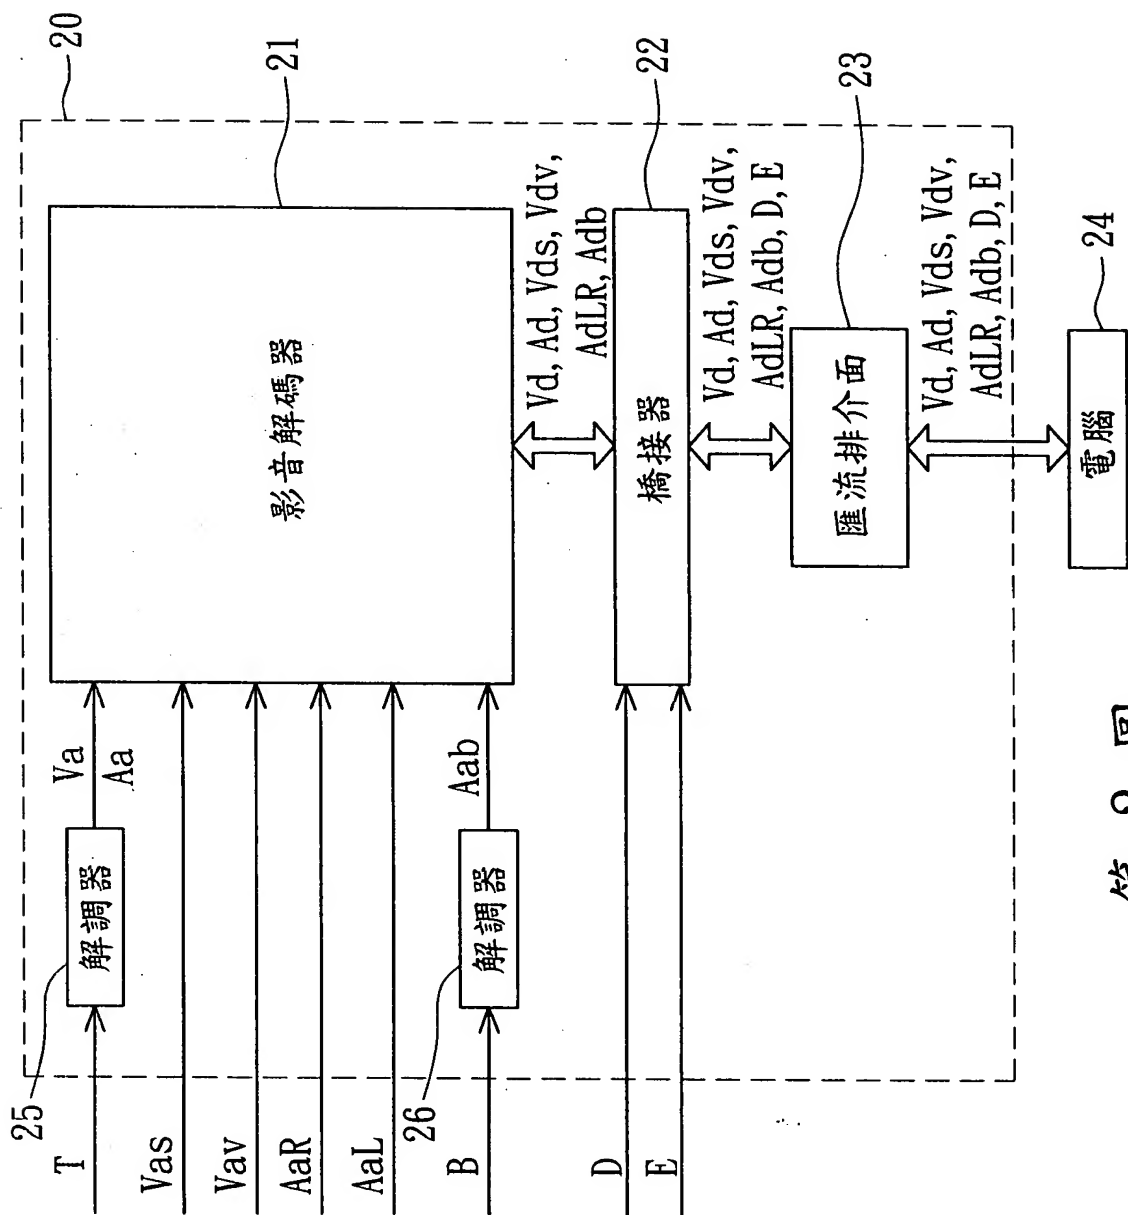 20
21
22
23
24
25
26
T
Vas
Vav
AaR
AaL
B
D
E
解調器
解調器
Va
Aa
Aab
影音解碼器
Vd, Ad, Vds, Vdv,
AdLR, Adb
橋接器
Vd, Ad, Vds, Vdv,
AdLR, Adb, D, E
匯流排介面
Vd, Ad, Vds, Vdv,
AdLR, Adb, D, E
電腦